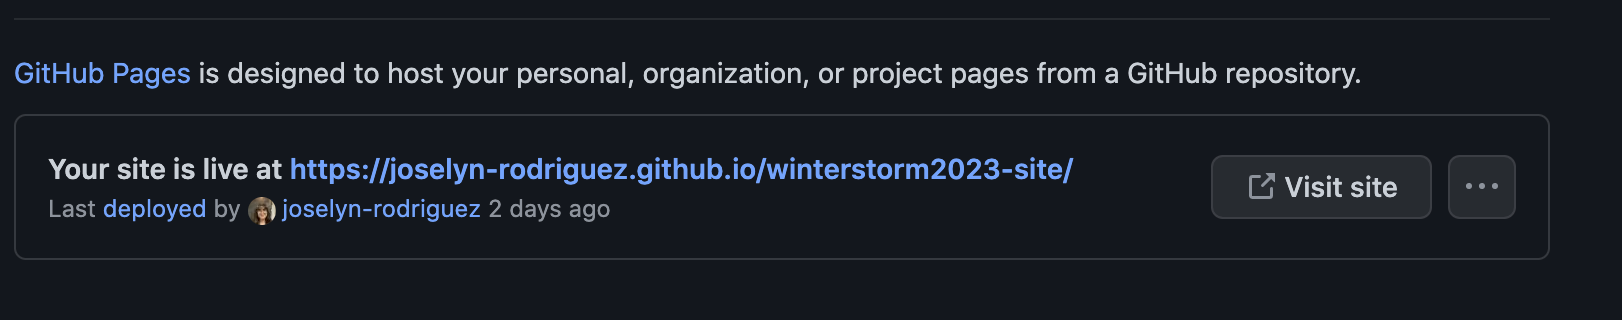 GitHub Pages is designed to host your personal, organization, or project pages from a GitHub repository.
Your site is live at https://joselyn-rodriguez.github.io/winterstorm2023-site/
Last deployed by joselyn-rodriguez 2 days ago
Visit site